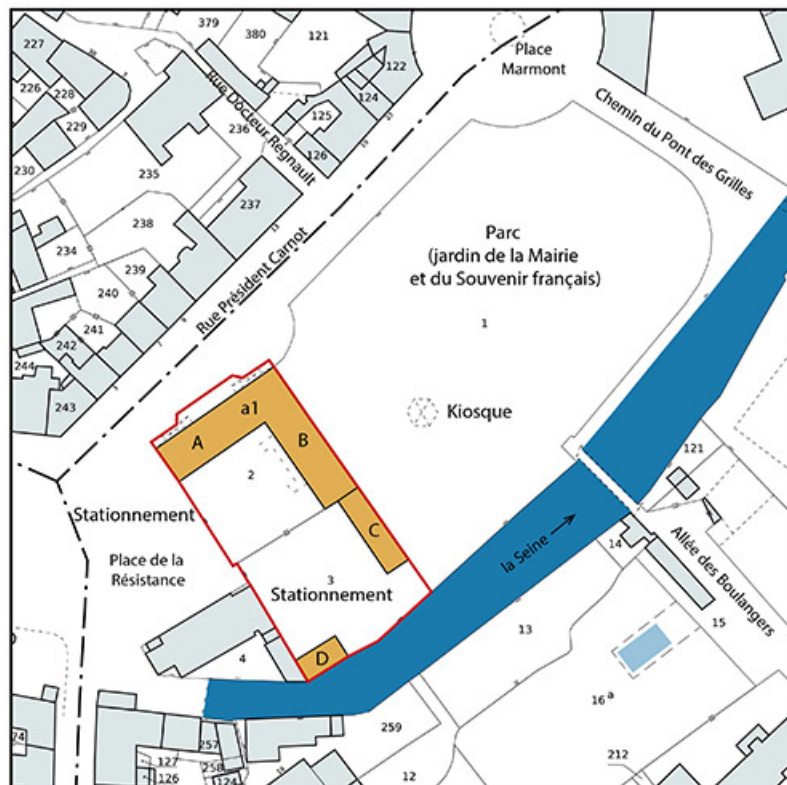 379
380
121
227
122
Place
Marmont
226
228
124
229
125
236
126
Rue Docteur Regnault
Chemin du Pont des Grilles
230
235
237
13
238
Parc
(jardin de la Mairie
et du Souvenir français)
234
Rue Président Carnot
239
240
241
1
242
244
a1
Kiosque
243
A
B
121
2
Stationnement
C
la Seine
14
Allée des Boulangers
Place de la
Résistance
3
Stationnement
13
15
D
4
16 a
259
257
212
74
127
258
126
124
12